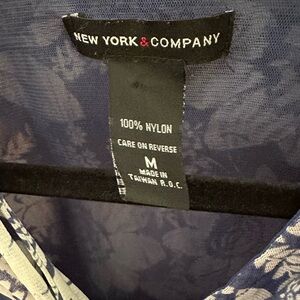 NEW YORK & COMPANY
100% NYLON
CARE ON REVERSE
M
MADE IN
TAIWAN R.O.C.